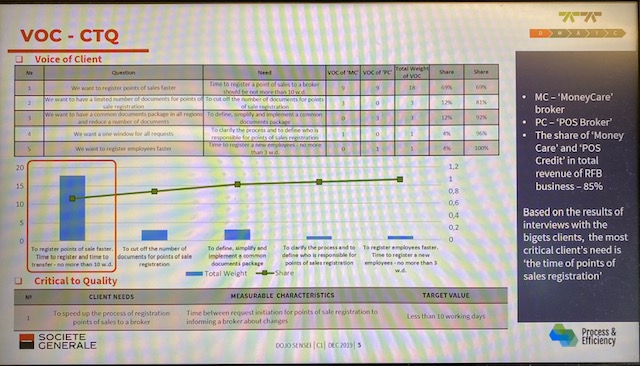 VOC - CTQ
D M A I C
❑ Voice of Client
№ Question Need VOC of 'MC' VOC of 'PC' Total Weight of VOC Share Share
1 We want to register points of sales faster Time to register a point of sales to a broker should be not more than 10 w.d. 9 9 18 69% 69%
2 We want to have a limited number of documents for points of sale registration To cut off the number of documents for points of sale registration 3 0 3 12% 81%
3 We want to have a common documents package in all regions and reduce a number of documents To define, simplify and implement a common documents package 3 12% 92%
4 We want a one window for all requests To clarify the process and to define who is responsible for points of sales registration 1 0 1 4% 96%
We want to register employees faster Time to register a new employees - no more than 3 w.d. 0 1 1 4% 100%
20
15
10
5
0
1,2
1
0,8
0,6
0,4
0,2
0
To register points of sale faster. Time to register and time to transfer - no more than 10 w.d.
To cut off the number of documents for points of sale registration
To define, simplify and implement a common documents package
To clarify the process and to define who is responsible for points of sales registration
To register employees faster. Time to register a new employees - no more than 3 w.d.
Total Weight Share
❑ Critical to Quality
№ CLIENT NEEDS MEASURABLE CHARACTERISTICS TARGET VALUE
1 To speed up the process of registration points of sales to a broker Time between request initiation for points of sale registration to informing a broker about changes Less than 10 working days
• MC – 'MoneyCare'
broker
• PC – 'POS Broker'
• The share of 'Money
Care' and 'POS
Credit' in total
revenue of RFB
business – 85%
Based on the results of
interviews with the
bigets clients, the most
critical client's need is
'the time of points of
sales registration'
SOCIETE
GENERALE
DOJO SENSEI | C1 | DEC 2019 | 5
Process &
Efficiency